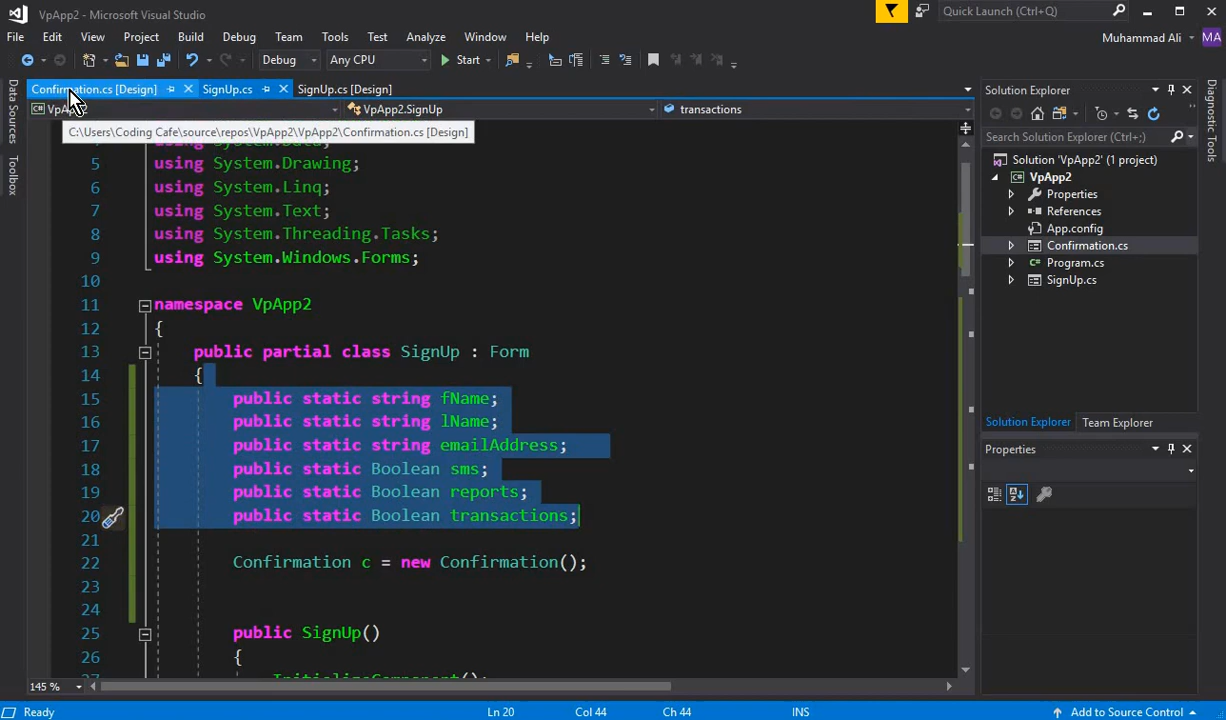 VpApp2 - Microsoft Visual Studio
Quick Launch (Ctrl+Q)
File Edit View Project Build Debug Team Tools Test Analyze Window Help
Muhammad Ali MA
Debug Any CPU Start
Confirmation.cs [Design] SignUp.cs SignUp.cs [Design]
VpApp2.SignUp transactions
C:\Users\Coding Cafe\source\repos\VpApp2\VpApp2\Confirmation.cs [Design]
Data Sources
Toolbox
5 using System.Drawing;
6 using System.Linq;
7 using System.Text;
8 using System.Threading.Tasks;
9 using System.Windows.Forms;
10
11 namespace VpApp2
12 {
13 public partial class SignUp : Form
14 {
15 public static string fName;
16 public static string lName;
17 public static string emailAddress;
18 public static Boolean sms;
19 public static Boolean reports;
20 public static Boolean transactions;
21
22 Confirmation c = new Confirmation();
23
24
25 public SignUp()
26 {
145 %
Solution Explorer
Search Solution Explorer (Ctrl+;)
Solution 'VpApp2' (1 project)
VpApp2
Properties
References
App.config
Confirmation.cs
Program.cs
SignUp.cs
Solution Explorer Team Explorer
Properties
Diagnostic Tools
Ready Ln 20 Col 44 Ch 44 INS Add to Source Control